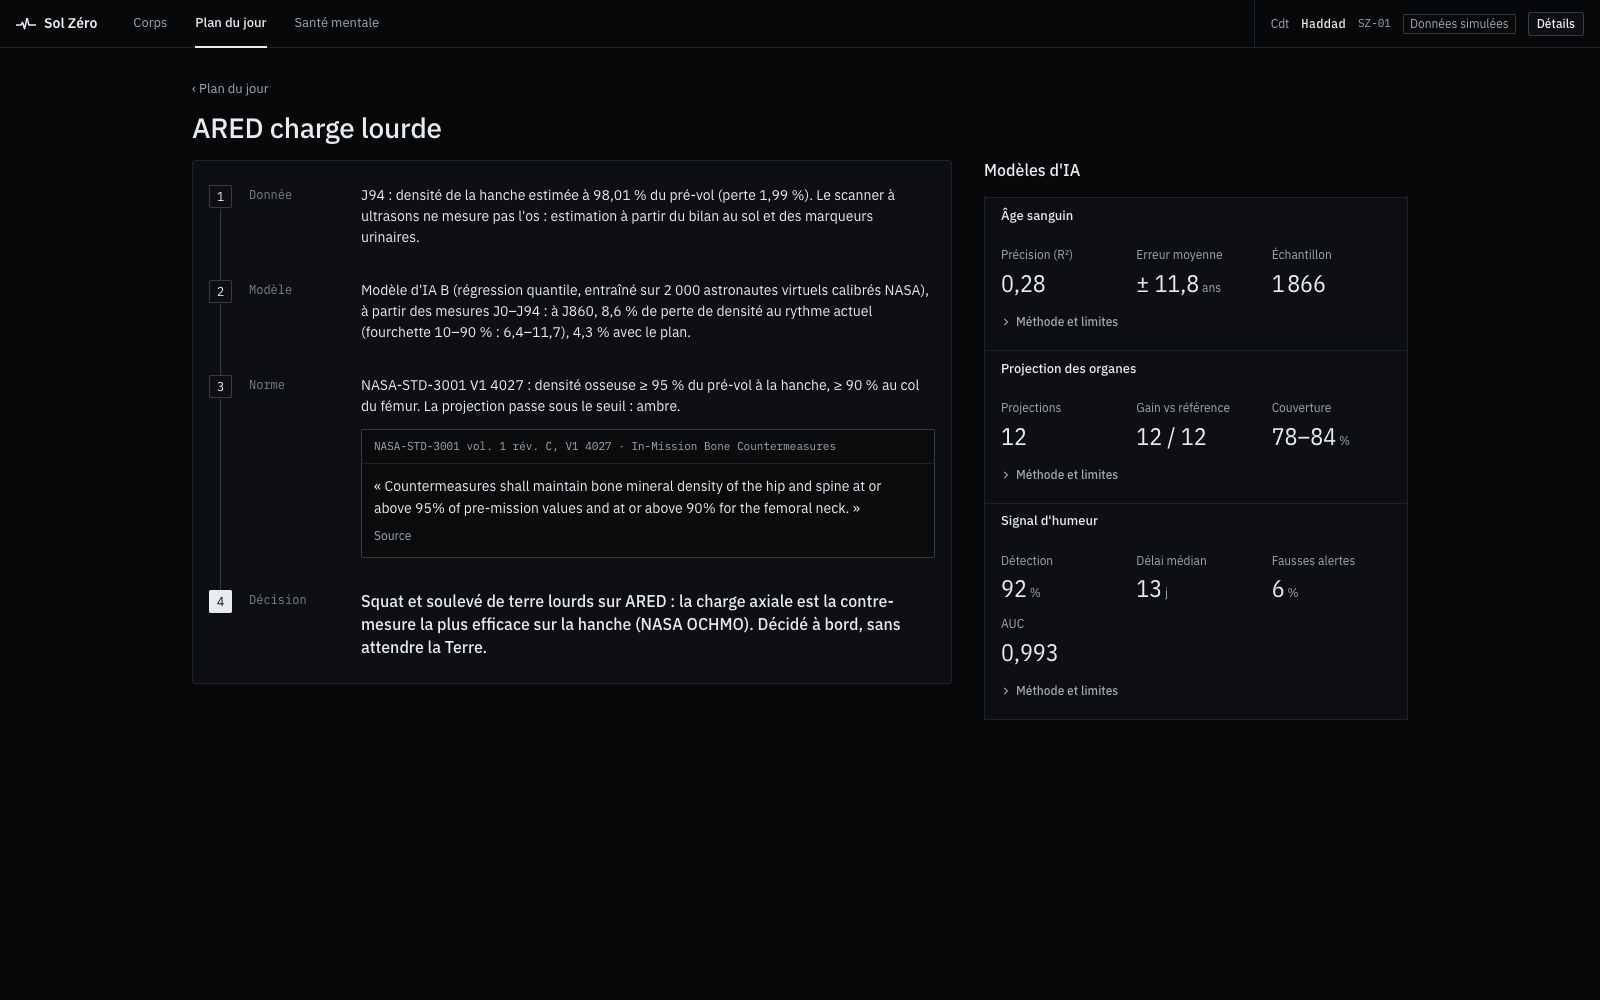 Sol Zéro
Corps
Plan du jour
Santé mentale
Cdt Haddad SZ-01 Données simulées Détails
‹ Plan du jour
ARED charge lourde
1 Donnée
J94 : densité de la hanche estimée à 98,01 % du pré-vol (perte 1,99 %). Le scanner à
ultrasons ne mesure pas l'os : estimation à partir du bilan au sol et des marqueurs
urinaires.
2 Modèle
Modèle d'IA B (régression quantile, entraîné sur 2 000 astronautes virtuels calibrés NASA),
à partir des mesures J0–J94 : à J860, 8,6 % de perte de densité au rythme actuel
(fourchette 10–90 % : 6,4–11,7), 4,3 % avec le plan.
3 Norme
NASA-STD-3001 V1 4027 : densité osseuse ≥ 95 % du pré-vol à la hanche, ≥ 90 % au col
du fémur. La projection passe sous le seuil : ambre.
NASA-STD-3001 vol. 1 rév. C, V1 4027 · In-Mission Bone Countermeasures
« Countermeasures shall maintain bone mineral density of the hip and spine at or
above 95% of pre-mission values and at or above 90% for the femoral neck. »
Source
4 Décision
Squat et soulevé de terre lourds sur ARED : la charge axiale est la contre-
mesure la plus efficace sur la hanche (NASA OCHMO). Décidé à bord, sans
attendre la Terre.
Modèles d'IA
Âge sanguin
Précision (R²) Erreur moyenne Échantillon
0,28 ± 11,8 ans 1 866
› Méthode et limites
Projection des organes
Projections Gain vs référence Couverture
12 12 / 12 78–84 %
› Méthode et limites
Signal d'humeur
Détection Délai médian Fausses alertes
92 % 13 j 6 %
AUC
0,993
› Méthode et limites